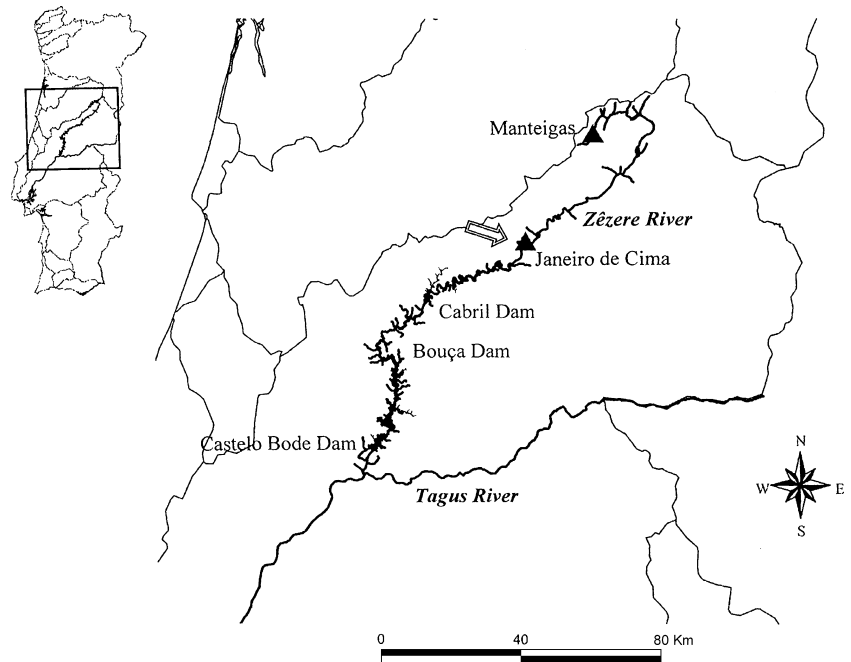 Manteigas
Zêzere River
Janeiro de Cima
Cabril Dam
Bouça Dam
Castelo Bode Dam
Tagus River
N
W
E
S
0
40
80 Km